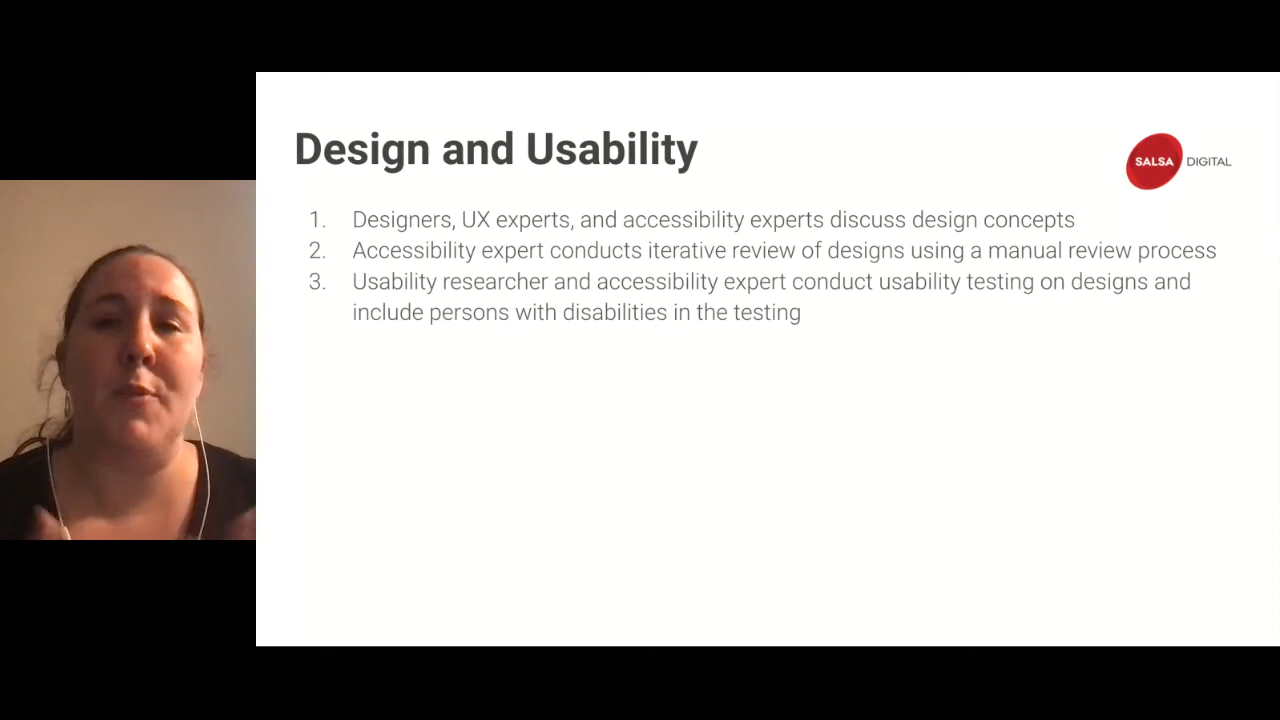 Design and Usability
SALSA DIGITAL
1. Designers, UX experts, and accessibility experts discuss design concepts
2. Accessibility expert conducts iterative review of designs using a manual review process
3. Usability researcher and accessibility expert conduct usability testing on designs and
include persons with disabilities in the testing